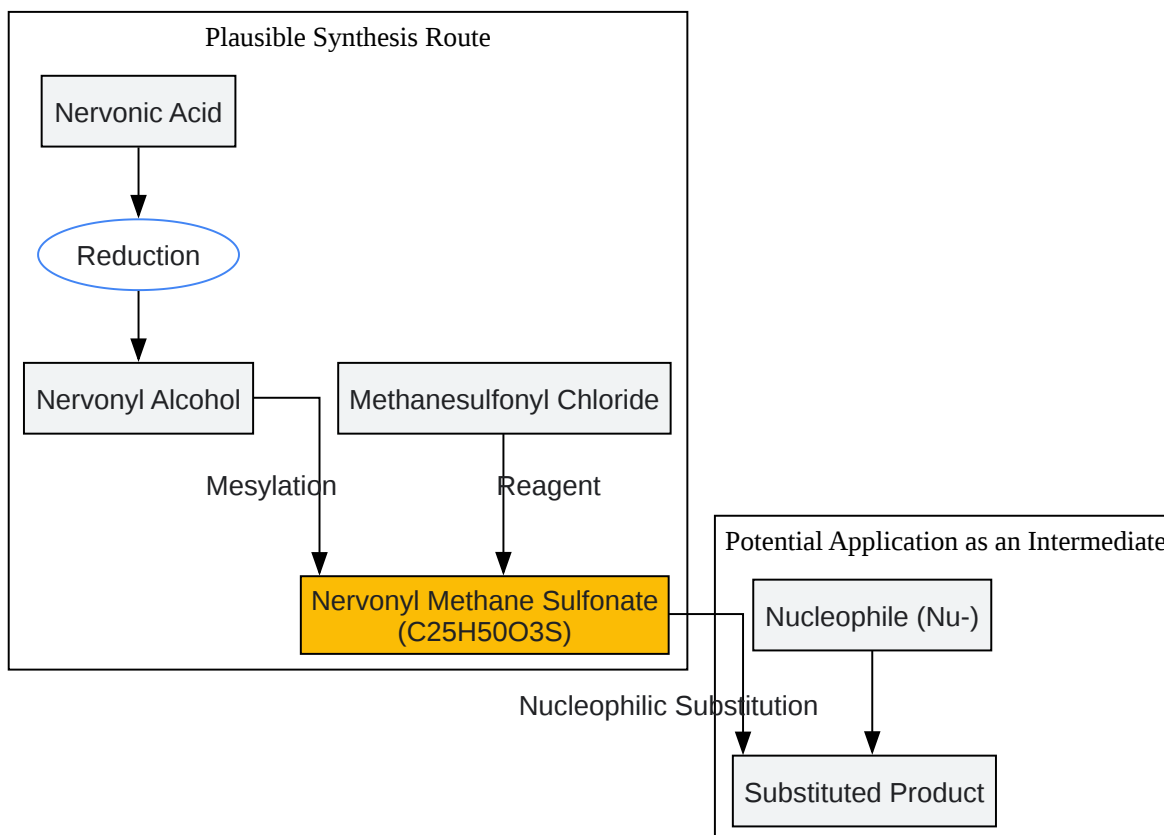 Plausible Synthesis Route
Nervonic Acid
Reduction
Nervonyl Alcohol
Methanesulfonyl Chloride
Mesylation
Reagent
Nervonyl Methane Sulfonate
(C25H50O3S)
Potential Application as an Intermediate
Nucleophile (Nu-)
Nucleophilic Substitution
Substituted Product